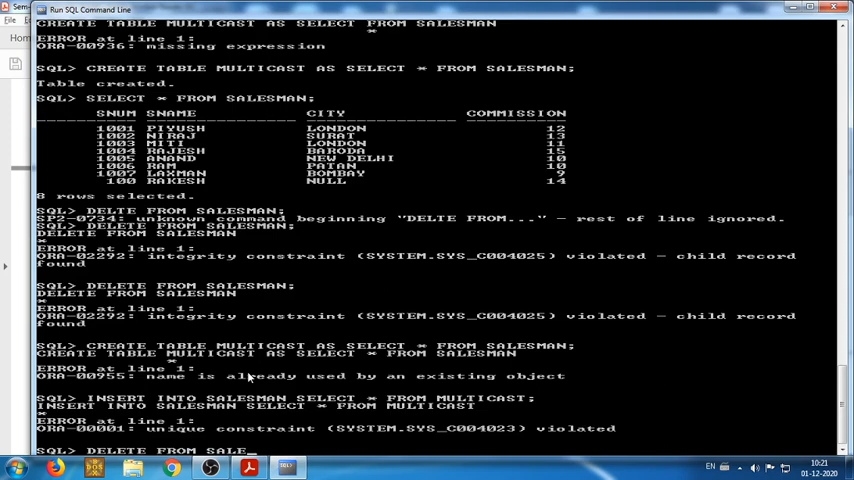 Sem-
Run SQL Command Line
File
Hom
CREATE TABLE MULTICAST AS SELECT FROM SALESMAN
*
ERROR at line 1:
ORA-00936: missing expression
SQL> CREATE TABLE MULTICAST AS SELECT * FROM SALESMAN;
Table created.
SQL> SELECT * FROM SALESMAN;
SNUM SNAME CITY COMMISSION
1001 PIYUSH LONDON 12
1002 NIRAJ SURAT 13
1003 MITI LONDON 11
1004 RAJESH BARODA 15
1005 ANAND NEW DELHI 10
1006 RAM PATAN 10
1007 LAXMAN BOMBAY 9
100 RAKESH NULL 14
8 rows selected.
SQL> DELTE FROM SALESMAN;
SP2-0734: unknown command beginning "DELTE FROM..." - rest of line ignored.
SQL> DELETE FROM SALESMAN;
DELETE FROM SALESMAN
*
ERROR at line 1:
ORA-02292: integrity constraint (SYSTEM.SYS_C004025) violated - child record
found
SQL> DELETE FROM SALESMAN;
DELETE FROM SALESMAN
*
ERROR at line 1:
ORA-02292: integrity constraint (SYSTEM.SYS_C004025) violated - child record
found
SQL> CREATE TABLE MULTICAST AS SELECT * FROM SALESMAN;
CREATE TABLE MULTICAST AS SELECT * FROM SALESMAN
*
ERROR at line 1:
ORA-00955: name is already used by an existing object
SQL> INSERT INTO SALESMAN SELECT * FROM MULTICAST;
INSERT INTO SALESMAN SELECT * FROM MULTICAST
*
ERROR at line 1:
ORA-00001: unique constraint (SYSTEM.SYS_C004023) violated
SQL> DELETE FROM SALE_
DOS
EN
10:21
01-12-2020